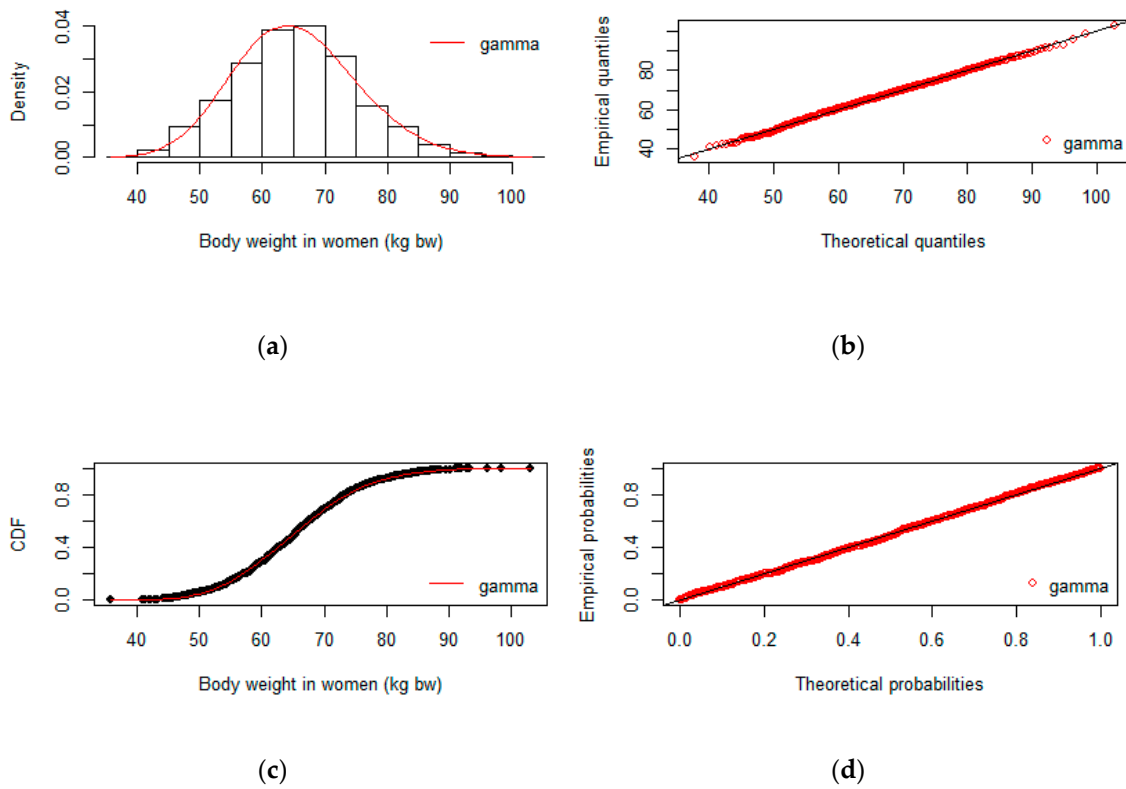 Density
0.00
0.02
0.04
gamma
40 50 60 70 80 90 100
Body weight in women (kg bw)
(a)
Empirical quantiles
40
60
80
gamma
40 50 60 70 80 90 100
Theoretical quantiles
(b)
CDF
0.0
0.4
0.8
gamma
40 50 60 70 80 90 100
Body weight in women (kg bw)
(c)
Empirical probabilities
0.0
0.4
0.8
gamma
0.0 0.2 0.4 0.6 0.8 1.0
Theoretical probabilities
(d)